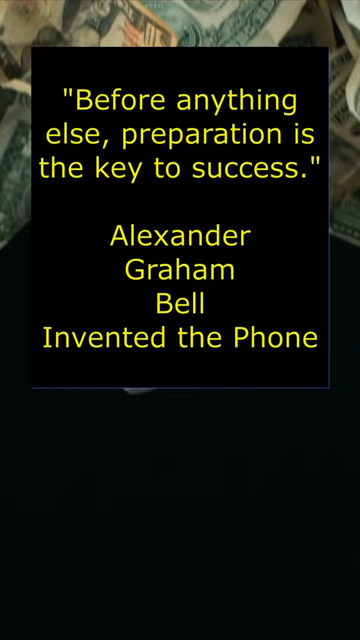 "Before anything
else, preparation is
the key to success."
Alexander
Graham
Bell
Invented the Phone